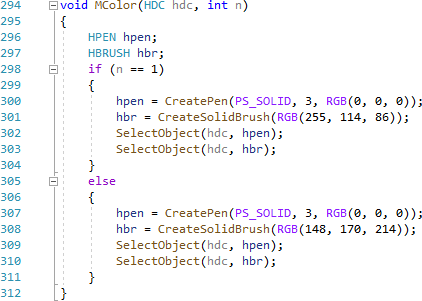 294 void MColor(HDC hdc, int n)
295 {
296 HPEN hpen;
297 HBRUSH hbr;
298 if (n == 1)
299 {
300 hpen = CreatePen(PS_SOLID, 3, RGB(0, 0, 0));
301 hbr = CreateSolidBrush(RGB(255, 114, 86));
302 SelectObject(hdc, hpen);
303 SelectObject(hdc, hbr);
304 }
305 else
306 {
307 hpen = CreatePen(PS_SOLID, 3, RGB(0, 0, 0));
308 hbr = CreateSolidBrush(RGB(148, 170, 214));
309 SelectObject(hdc, hpen);
310 SelectObject(hdc, hbr);
311 }
312 }